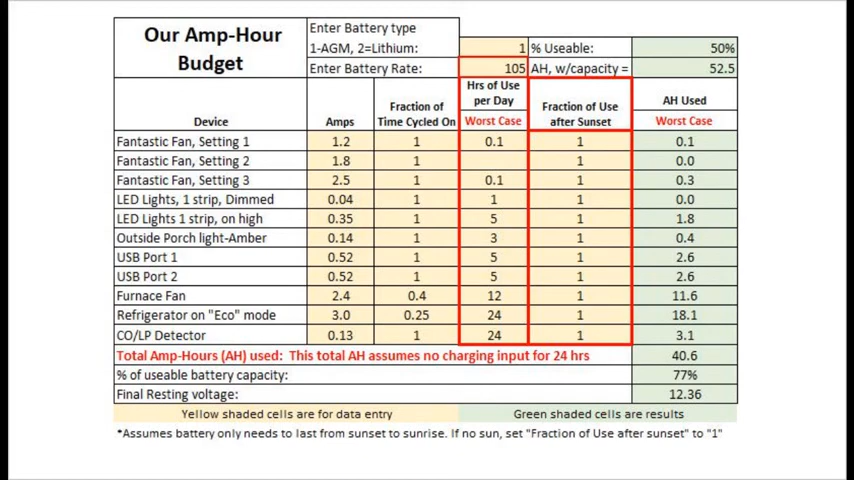 Our Amp-Hour Budget
Enter Battery type
1-AGM, 2=Lithium: 1 % Useable: 50%
Enter Battery Rate: 105 AH, w/capacity = 52.5
Device Amps Fraction of Time Cycled On Hrs of Use per Day Worst Case Fraction of Use after Sunset AH Used Worst Case
Fantastic Fan, Setting 1 1.2 1 0.1 1 0.1
Fantastic Fan, Setting 2 1.8 1 1 0.0
Fantastic Fan, Setting 3 2.5 1 0.1 1 0.3
LED Lights, 1 strip, Dimmed 0.04 1 1 1 0.0
LED Lights 1 strip, on high 0.35 1 5 1 1.8
Outside Porch light-Amber 0.14 1 3 1 0.4
USB Port 1 0.52 1 5 1 2.6
USB Port 2 0.52 1 5 1 2.6
Furnace Fan 2.4 0.4 12 1 11.6
Refrigerator on "Eco" mode 3.0 0.25 24 1 18.1
CO/LP Detector 0.13 1 24 1 3.1
Total Amp-Hours (AH) used: This total AH assumes no charging input for 24 hrs 40.6
% of useable battery capacity: 77%
Final Resting voltage: 12.36
Yellow shaded cells are for data entry Green shaded cells are results
*Assumes battery only needs to last from sunset to sunrise. If no sun, set "Fraction of Use after sunset" to "1"